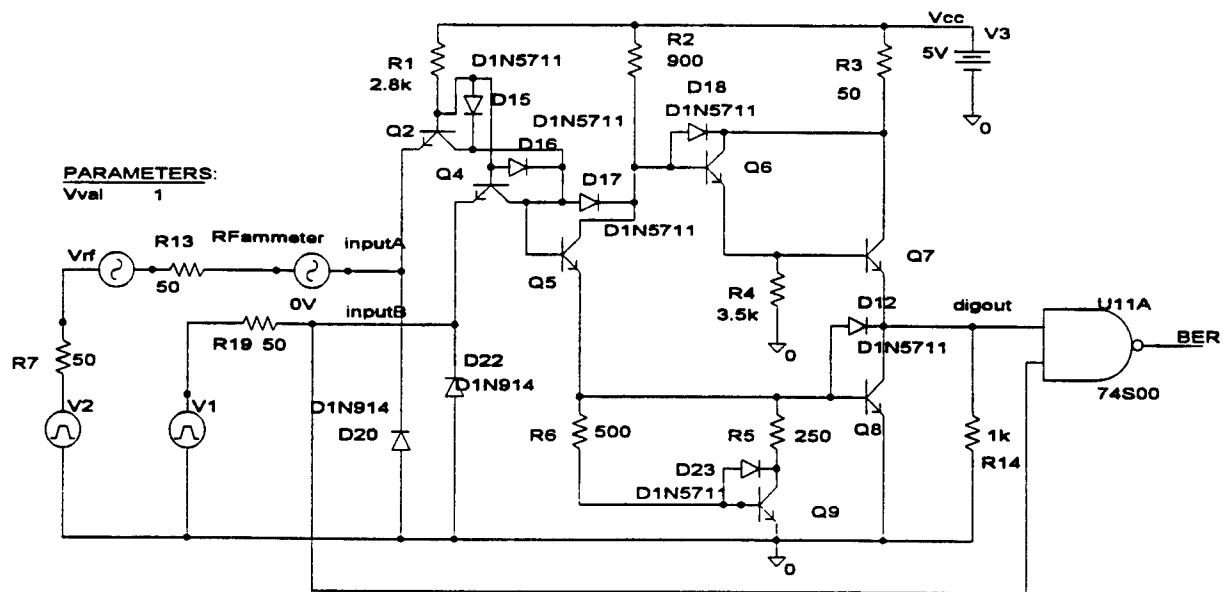 Vcc
V3
5V
0
R1
2.8k
D1N5711
D15
R2
900
R3
50
D18
D1N5711
Q2
D1N5711
D16
Q4
D17
D1N5711
Q6
PARAMETERS:
Vval 1
Vrf
R13
50
RFammeter
0V
inputA
inputB
Q5
R4
3.5k
0
Q7
D12
D1N5711
digout
U11A
BER
74S00
R7
50
R19 50
V2
V1
D22
D1N914
D1N914
D20
R6
500
R5
250
Q8
1k
R14
D23
D1N5711
Q9
0